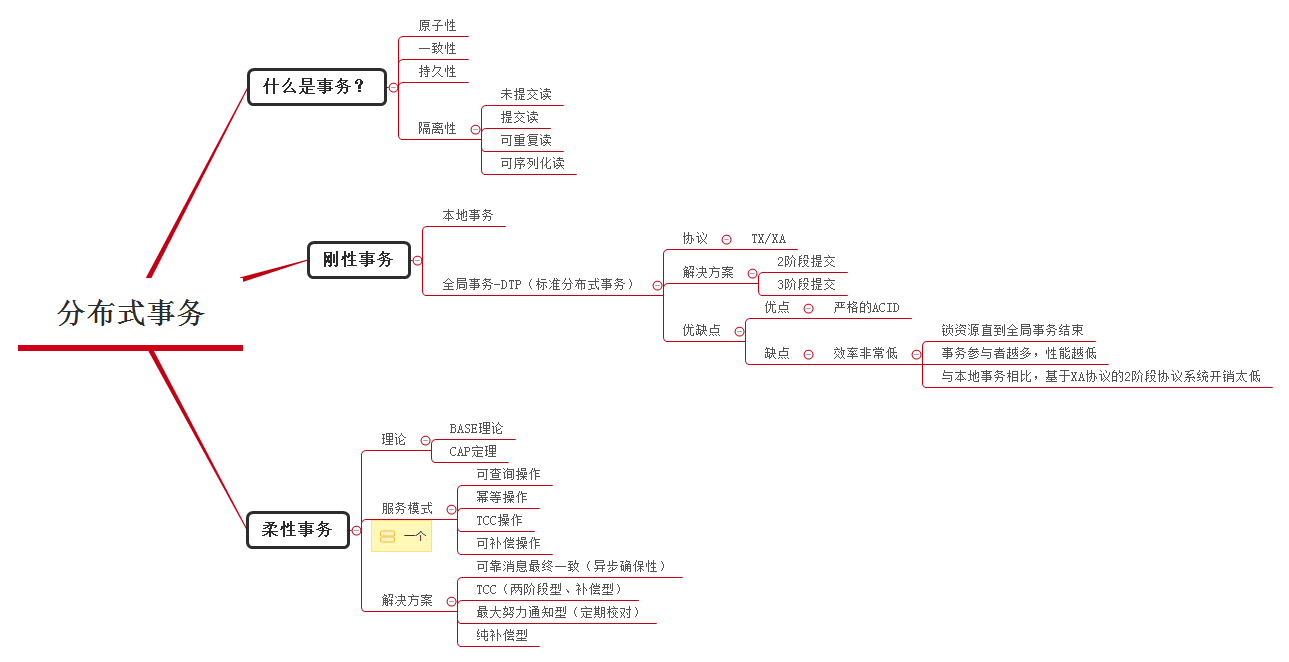 分布式事务
什么是事务？
原子性
一致性
持久性
隔离性
未提交读
提交读
可重复读
可序列化读
刚性事务
本地事务
全局事务-DTP（标准分布式事务）
协议
TX/XA
解决方案
2阶段提交
3阶段提交
优缺点
优点
严格的ACID
缺点
效率非常低
锁资源直到全局事务结束
事务参与者越多，性能越低
与本地事务相比，基于XA协议的2阶段协议系统开销太低
柔性事务
理论
BASE理论
CAP定理
服务模式
一个
可查询操作
幂等操作
TCC操作
可补偿操作
解决方案
可靠消息最终一致（异步确保性）
TCC（两阶段型、补偿型）
最大努力通知型（定期校对）
纯补偿型